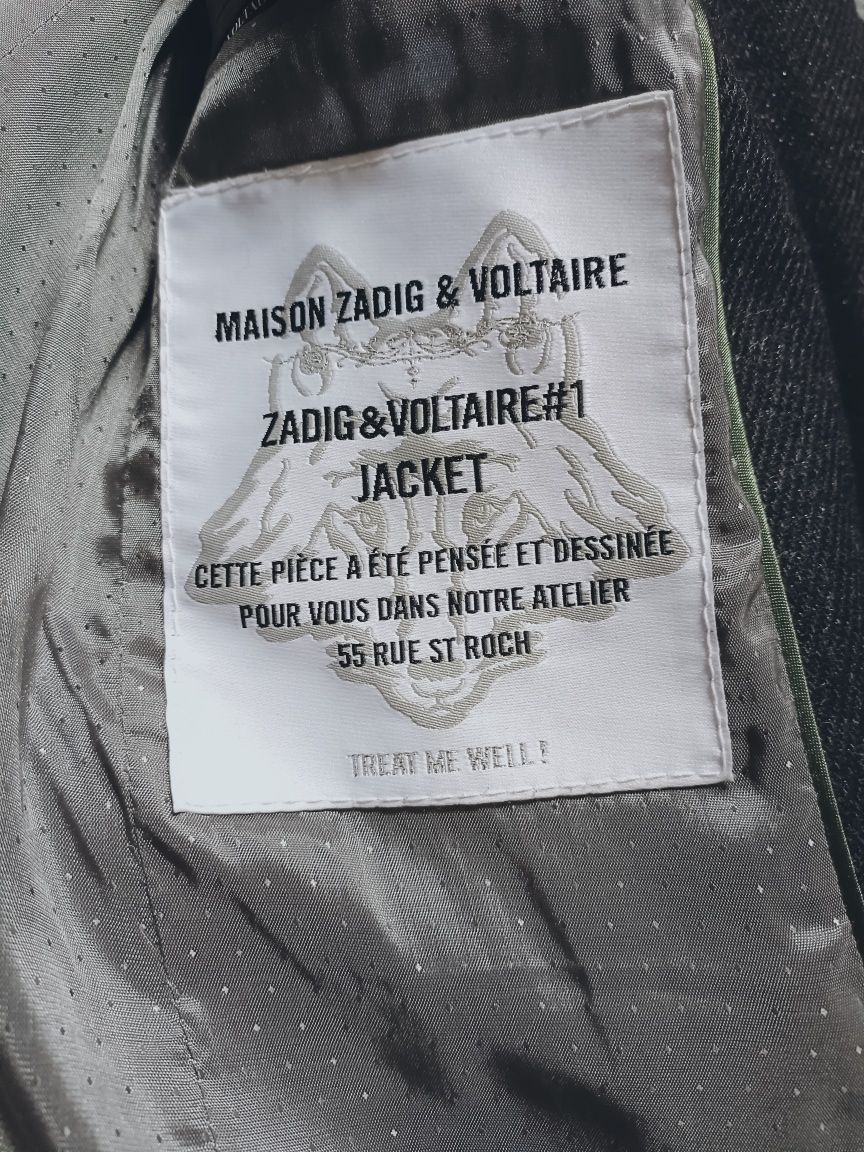 MAISON ZADIG & VOLTAIRE
ZADIG&VOLTAIRE#1
JACKET
CETTE PIÈCE A ÉTÉ PENSÉE ET DESSINÉE
POUR VOUS DANS NOTRE ATELIER
55 RUE ST ROCH
TREAT ME WELL !